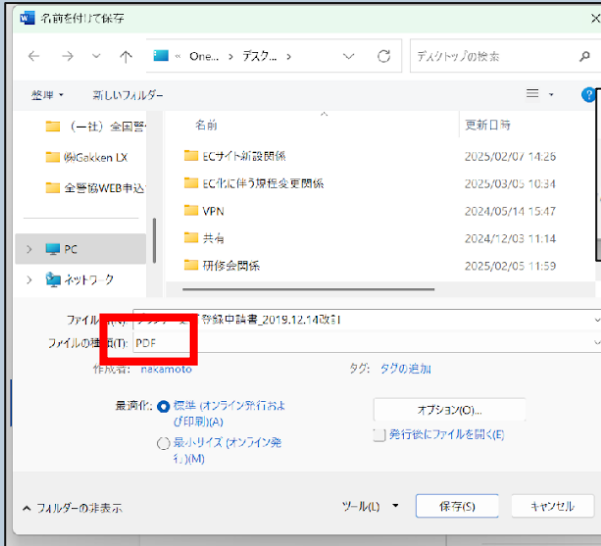 名前を付けて保存
One... > デスク... >
デスクトップの検索
整理
新しいフォルダー
(一社) 全国警
㈱Gakken LX
全警協WEB申込
PC
ネットワーク
名前
更新日時
ECサイト新設関係
2025/02/07 14:26
EC化に伴う規程変更関係
2025/03/05 10:34
VPN
2024/05/14 15:47
共有
2024/12/03 11:14
研修会関係
2025/02/05 11:59
登録申請書_2019.12.14改訂
ファイルの種類(T): PDF
作成者: nakamoto
タグ: タグの追加
最適化: 標準 (オンライン発行およ
び印刷)(A)
最小サイズ (オンライン発
行)(M)
オプション(O)...
発行後にファイルを開く(E)
フォルダーの非表示
ツール(L)
保存(S)
キャンセル